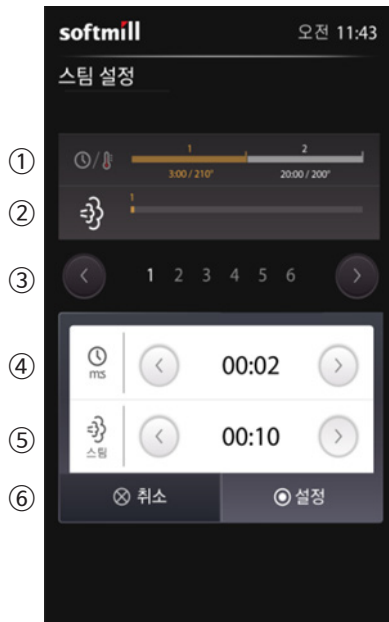 softmill 오전 11:43
스팀 설정
① / 1 2
3:00 / 210° 20:00 / 200°
② 1
③ 1 2 3 4 5 6
④ m:s 00:02
⑤ 스팀 00:10
⑥ 취소 설정